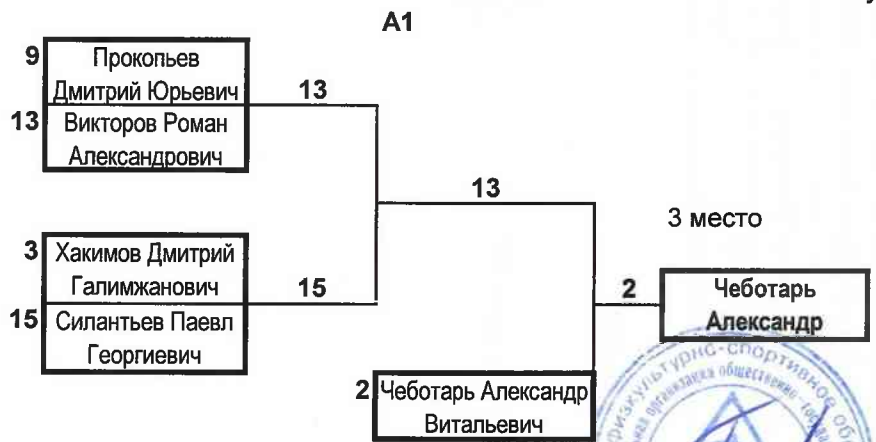 А1
9 Прокопьев
Дмитрий Юрьевич
13
13 Викторов Роман
Александрович
13
3 место
3 Хакимов Дмитрий
Галимжанович
15
15 Силантьев Паевл
Георгиевич
2
Чеботарь
Александр
2 Чеботарь Александр
Витальевич